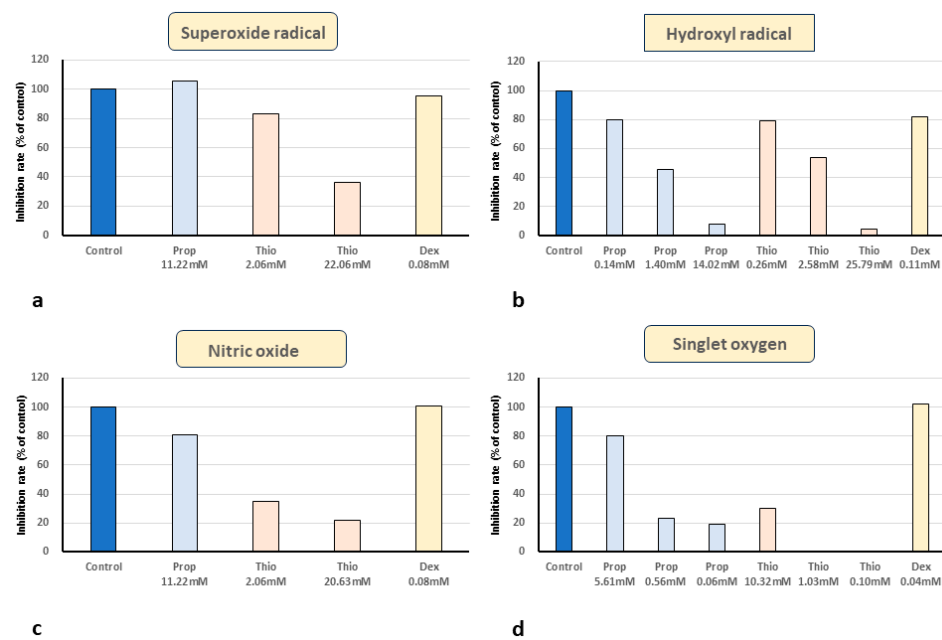 Superoxide radical
Inhibition rate (% of control)
120
100
80
60
40
20
0
Control
Prop
11.22mM
Thio
2.06mM
Thio
22.06mM
Dex
0.08mM
a
Hydroxyl radical
Inhibition rate (% of control)
120
100
80
60
40
20
0
Control
Prop
0.14mM
Prop
1.40mM
Prop
14.02mM
Thio
0.26mM
Thio
2.58mM
Thio
25.79mM
Dex
0.11mM
b
Nitric oxide
Inhibition rate (% of control)
120
100
80
60
40
20
0
Control
Prop
11.22mM
Thio
2.06mM
Thio
20.63mM
Dex
0.08mM
c
Singlet oxygen
Inhibition rate (% of control)
120
100
80
60
40
20
0
Control
Prop
5.61mM
Prop
0.56mM
Prop
0.06mM
Thio
10.32mM
Thio
1.03mM
Thio
0.10mM
Dex
0.04mM
d